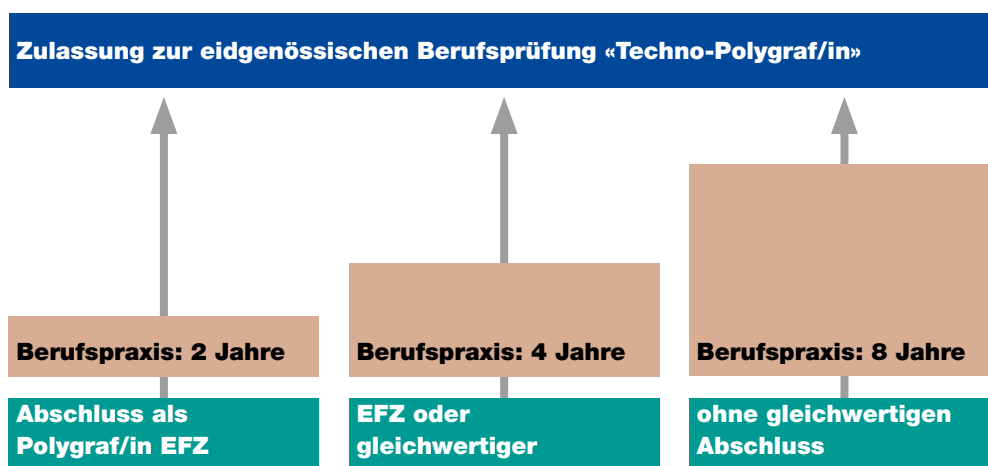 Zulassung zur eidgenössischen Berufsprüfung «Techno-Polygraf/in»
Berufspraxis: 2 Jahre
Berufspraxis: 4 Jahre
Berufspraxis: 8 Jahre
Abschluss als
Polygraf/in EFZ
EFZ oder
gleichwertiger
ohne gleichwertigen
Abschluss